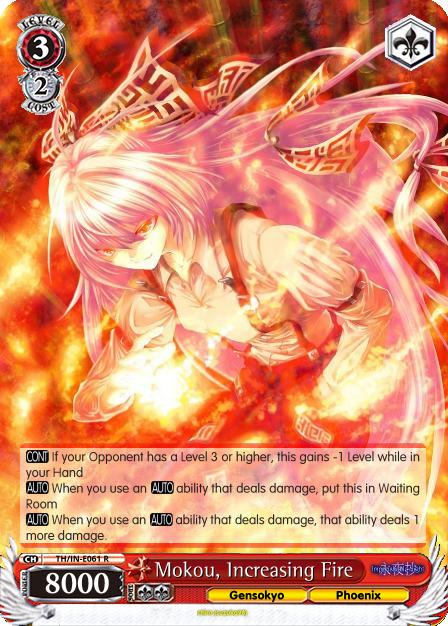 LEVEL
3
2
COST
CONT If your Opponent has a Level 3 or higher, this gains -1 Level while in
your Hand
AUTO When you use an AUTO ability that deals damage, put this in Waiting
Room
AUTO When you use an AUTO ability that deals damage, that ability deals 1
more damage.
CH TH/IN-E061 R
POWER 8000 SOUL Mokou, Increasing Fire
Gensokyo Phoenix